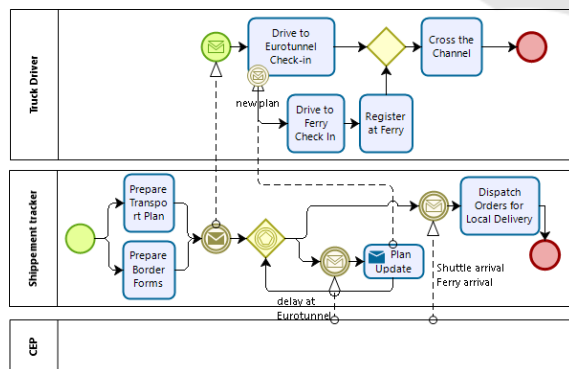 Truck Driver
Drive to
Eurotunnel
Check-in
Cross the
Channel
new plan
Drive to
Ferry
Check In
Register
at Ferry
Shippement tracker
Prepare
Transpo
rt Plan
Prepare
Border
Forms
Plan
Update
delay at
Eurotunnel
Dispatch
Orders for
Local Delivery
Shuttle arrival
Ferry arrival
CEP